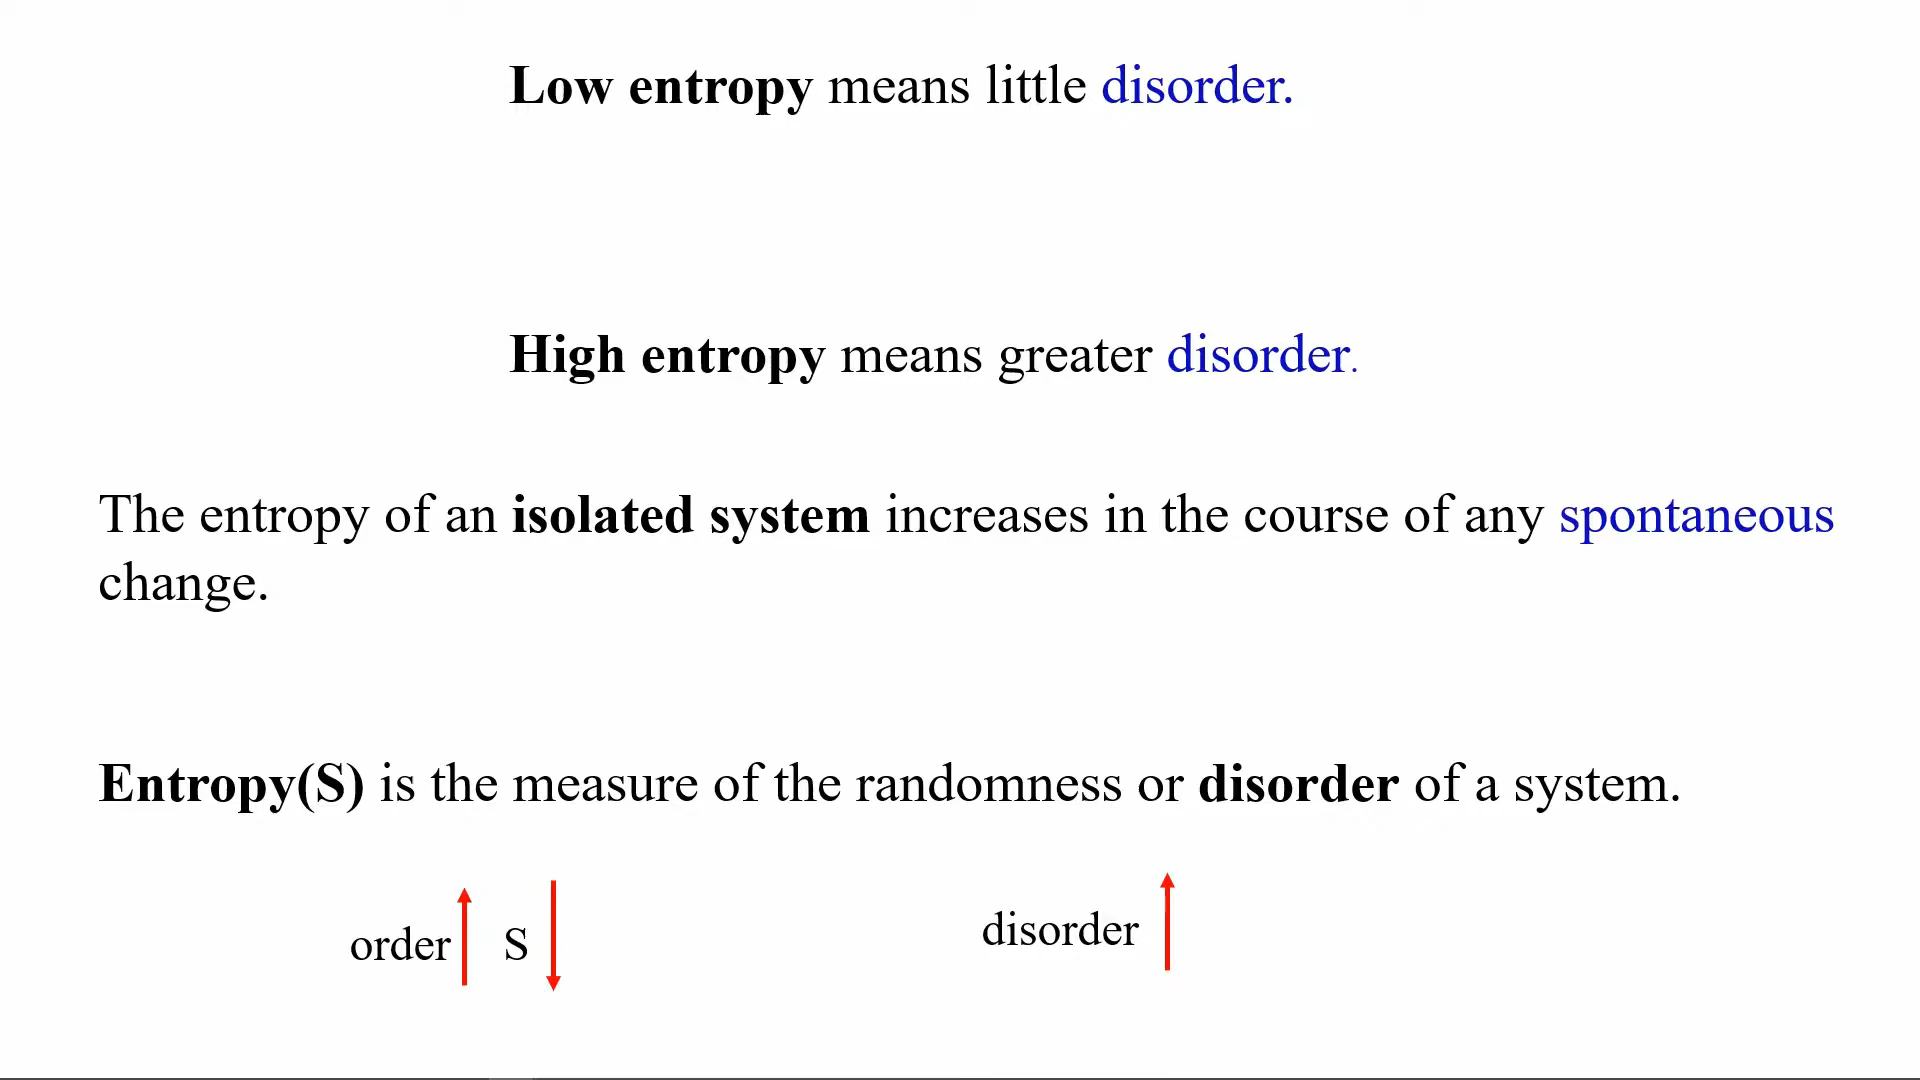 Low entropy means little disorder.
High entropy means greater disorder.
The entropy of an isolated system increases in the course of any spontaneous
change.
Entropy(S) is the measure of the randomness or disorder of a system.
order S disorder